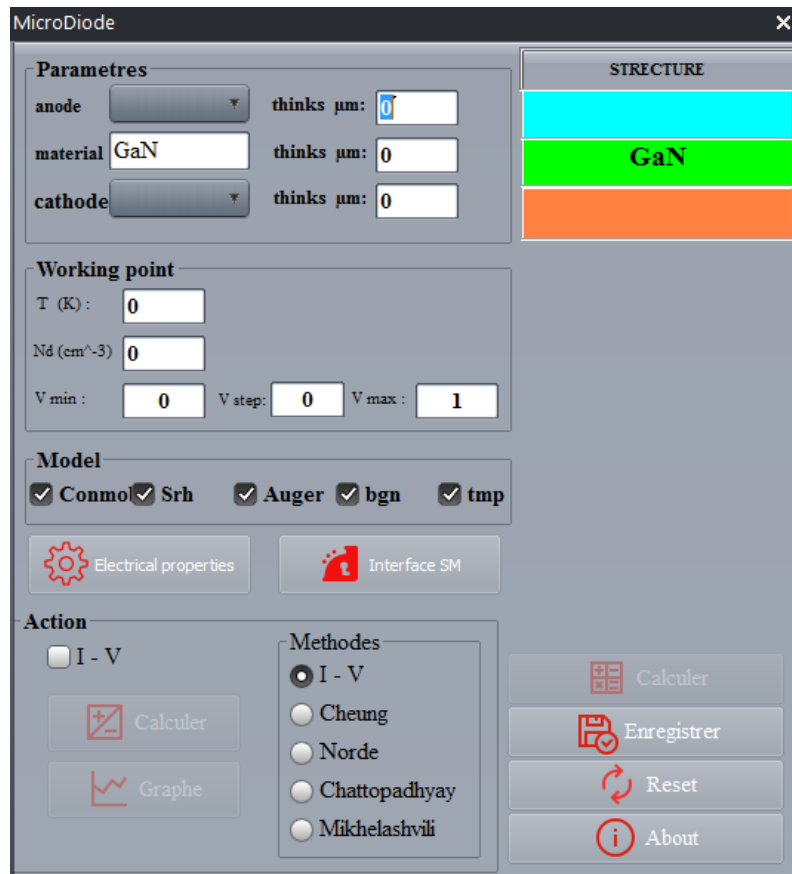 MicroDiode ×
Parametres
anode thinks µm: 0
material GaN thinks µm: 0
cathode thinks µm: 0
STRECTURE
GaN
Working point
T (K) : 0
Nd (cm^-3) 0
V min : 0 V step: 0 V max : 1
Model
Conmol Srh Auger bgn tmp
Electrical properties Interface SM
Action
I - V
Calculer
Graphe
Methodes
I - V
Cheung
Norde
Chattopadhyay
Mikhelashvili
Calculer
Enregistrer
Reset
About